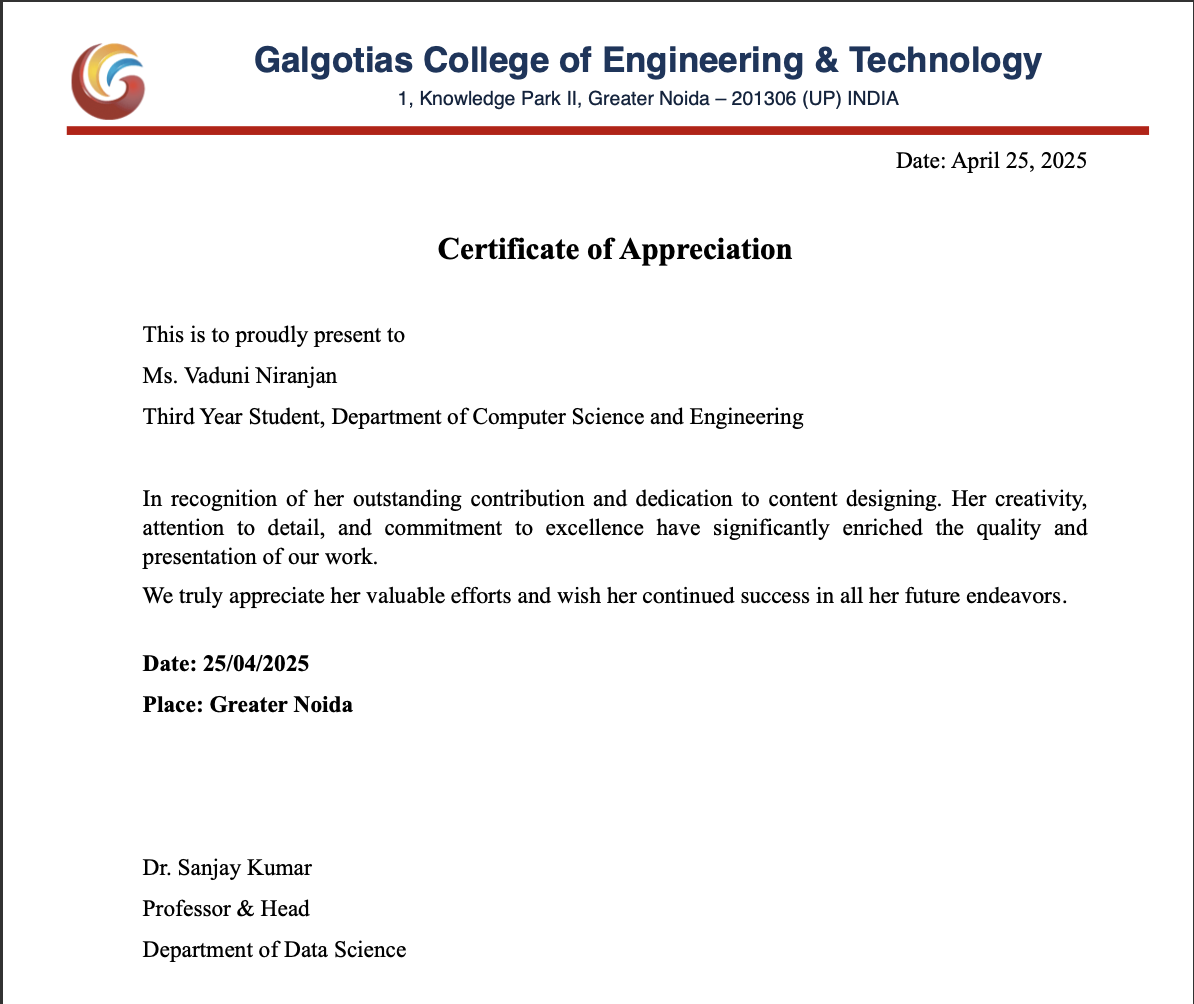 Galgotias College of Engineering & Technology
1, Knowledge Park II, Greater Noida – 201306 (UP) INDIA
Date: April 25, 2025
Certificate of Appreciation
This is to proudly present to
Ms. Vaduni Niranjan
Third Year Student, Department of Computer Science and Engineering
In recognition of her outstanding contribution and dedication to content designing. Her creativity,
attention to detail, and commitment to excellence have significantly enriched the quality and
presentation of our work.
We truly appreciate her valuable efforts and wish her continued success in all her future endeavors.
Date: 25/04/2025
Place: Greater Noida
Dr. Sanjay Kumar
Professor & Head
Department of Data Science